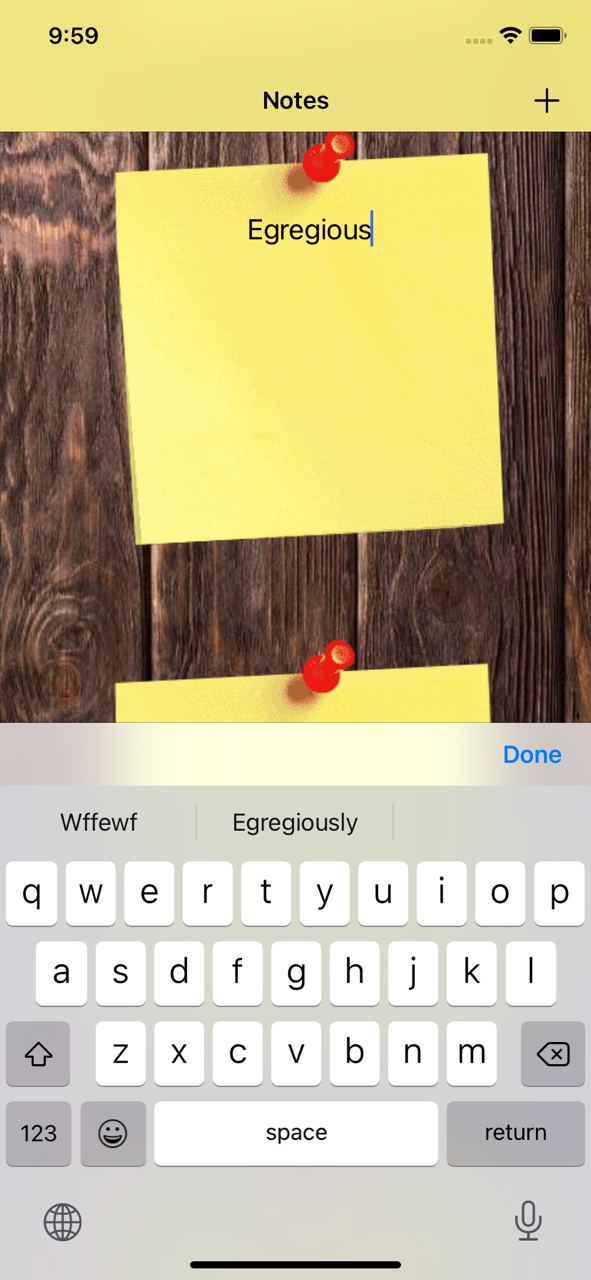 9:59
Notes
Egregious
Done
Wffewf Egregiously
q w e r t y u i o p
a s d f g h j k l
z x c v b n m
123 space return